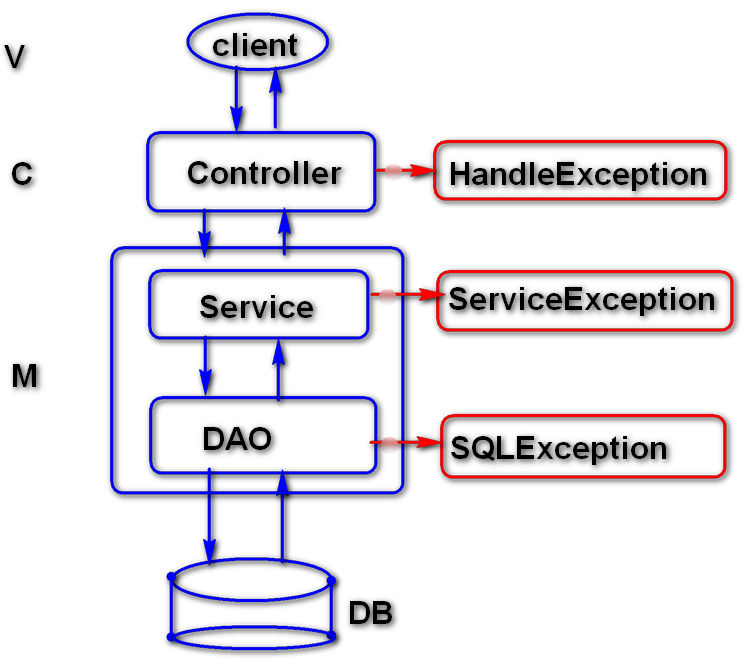 V
client
C
Controller
HandleException
Service
ServiceException
M
DAO
SQLException
DB